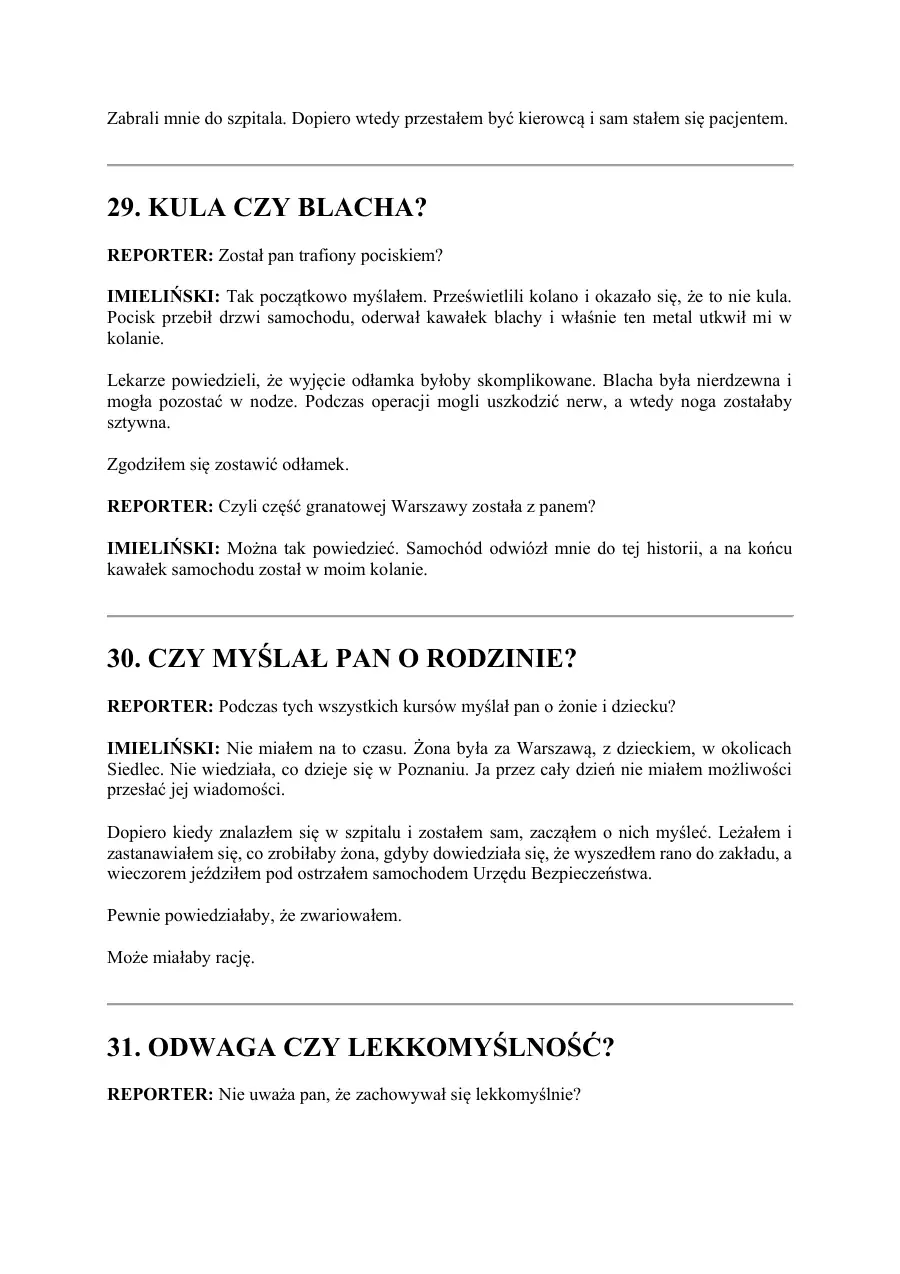 Zabrali mnie do szpitala. Dopiero wtedy przestałem być kierowcą i sam stałem się pacjentem.
29. KULA CZY BLACHA?
REPORTER: Został pan trafiony pociskiem?
IMIELIŃSKI: Tak początkowo myślałem. Prześwietlili kolano i okazało się, że to nie kula.
Pocisk przebił drzwi samochodu, oderwał kawałek blachy i właśnie ten metal utkwił mi w
kolanie.
Lekarze powiedzieli, że wyjęcie odłamka byłoby skomplikowane. Blacha była nierdzewna i
mogła pozostać w nodze. Podczas operacji mogli uszkodzić nerw, a wtedy noga zostałaby
sztywna.
Zgodziłem się zostawić odłamek.
REPORTER: Czyli część granatowej Warszawy została z panem?
IMIELIŃSKI: Można tak powiedzieć. Samochód odwiózł mnie do tej historii, a na końcu
kawałek samochodu został w moim kolanie.
30. CZY MYŚLAŁ PAN O RODZINIE?
REPORTER: Podczas tych wszystkich kursów myślał pan o żonie i dziecku?
IMIELIŃSKI: Nie miałem na to czasu. Żona była za Warszawą, z dzieckiem, w okolicach
Siedlec. Nie wiedziała, co dzieje się w Poznaniu. Ja przez cały dzień nie miałem możliwości
przesłać jej wiadomości.
Dopiero kiedy znalazłem się w szpitalu i zostałem sam, zacząłem o nich myśleć. Leżałem i
zastanawiałem się, co zrobiłaby żona, gdyby dowiedziała się, że wyszedłem rano do zakładu, a
wieczorem jeździłem pod ostrzałem samochodem Urzędu Bezpieczeństwa.
Pewnie powiedziałaby, że zwariowałem.
Może miałaby rację.
31. ODWAGA CZY LEKKOMYŚLNOŚĆ?
REPORTER: Nie uważa pan, że zachowywał się lekkomyślnie?